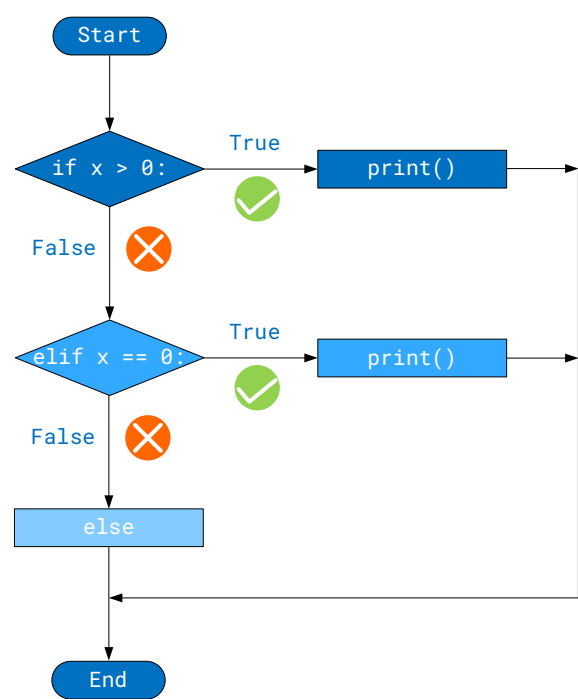 Start
if x > 0:
True
print()
False
elif x == 0:
True
print()
False
else
End